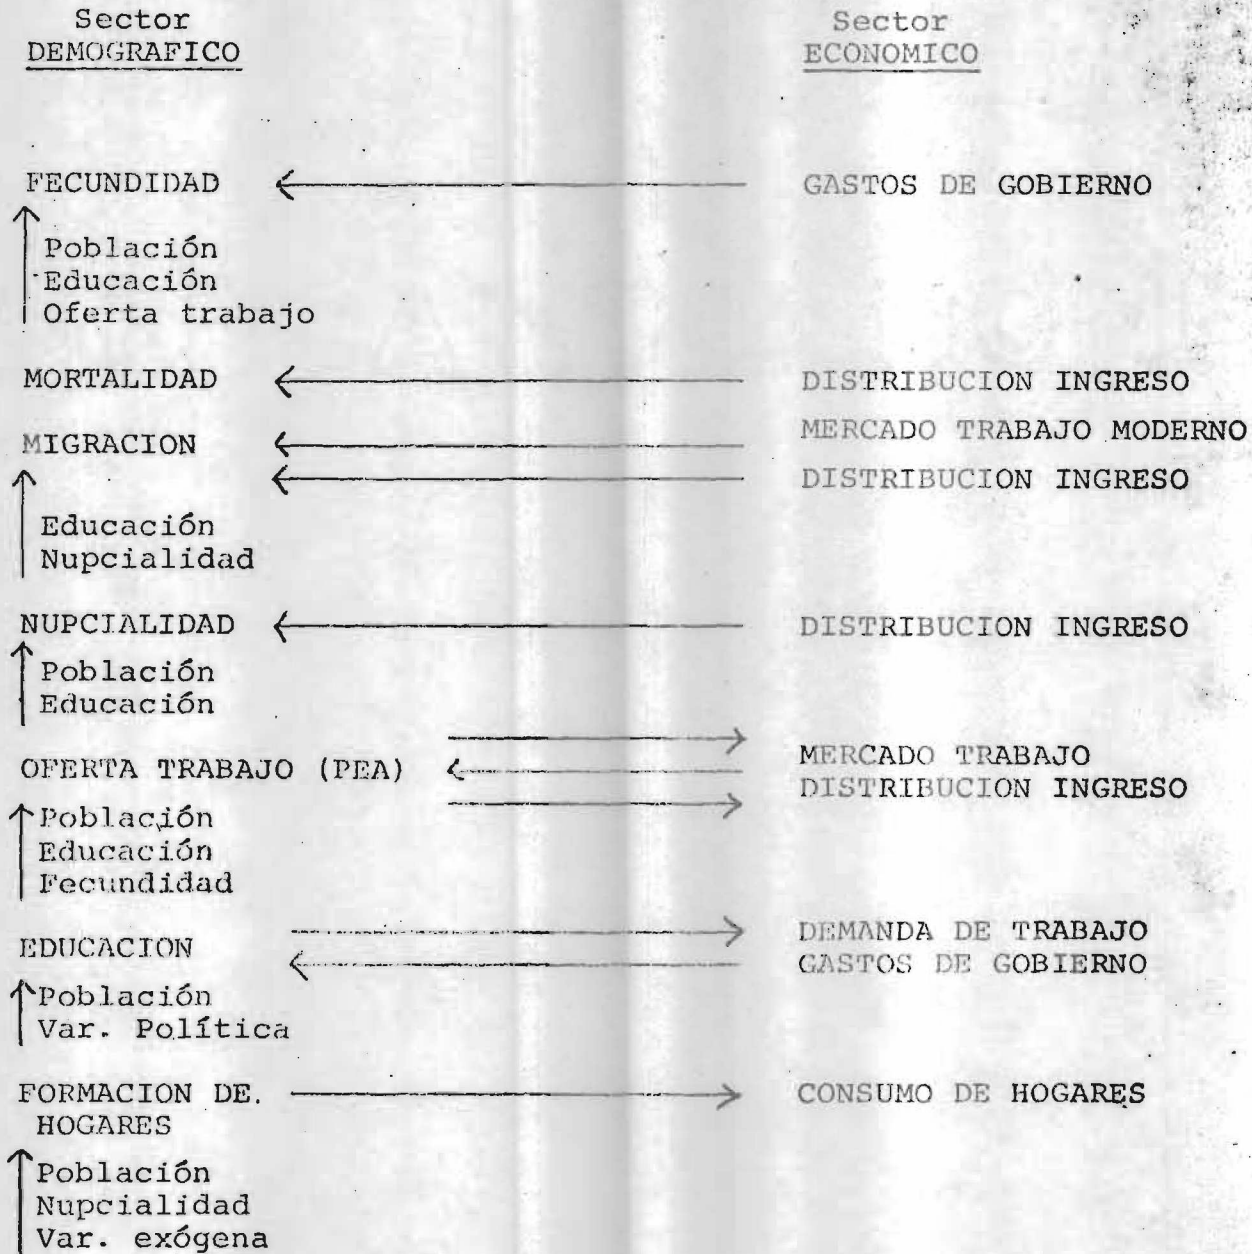 Sector Sector
DEMOGRAFICO ECONOMICO
FECUNDIDAD GASTOS DE GOBIERNO
Población
Educación
Oferta trabajo
MORTALIDAD DISTRIBUCION INGRESO
MIGRACION MERCADO TRABAJO MODERNO
DISTRIBUCION INGRESO
Educación
Nupcialidad
NUPCIALIDAD DISTRIBUCION INGRESO
Población
Educación
OFERTA TRABAJO (PEA) MERCADO TRABAJO
DISTRIBUCION INGRESO
Población
Educación
Fecundidad
EDUCACION DEMANDA DE TRABAJO
GASTOS DE GOBIERNO
Población
Var. Política
FORMACION DE. CONSUMO DE HOGARES
HOGARES
Población
Nupcialidad
Var. exógena